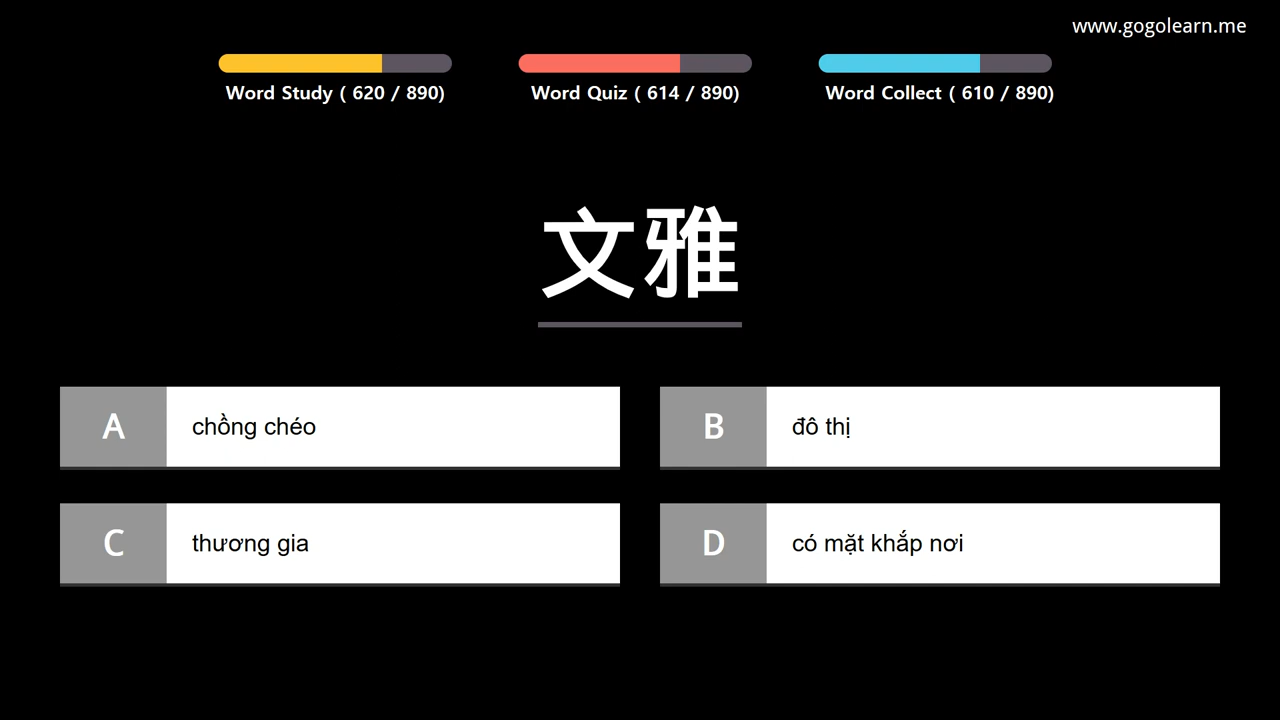 www.gogolearn.me
Word Study ( 620 / 890)
Word Quiz ( 614 / 890)
Word Collect ( 610 / 890)
文雅
A chồng chéo
B đô thị
C thương gia
D có mặt khắp nơi